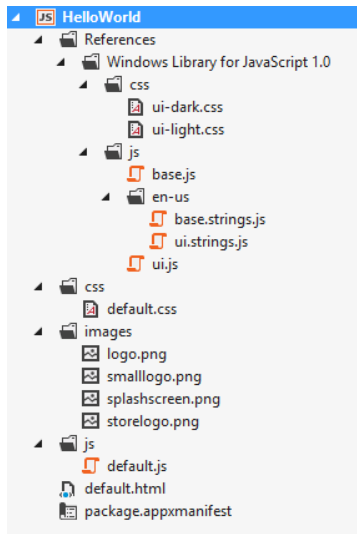 JS HelloWorld
References
Windows Library for JavaScript 1.0
css
ui-dark.css
ui-light.css
js
base.js
en-us
base.strings.js
ui.strings.js
ui.js
css
default.css
images
logo.png
smalllogo.png
splashscreen.png
storelogo.png
js
default.js
default.html
package.appxmanifest